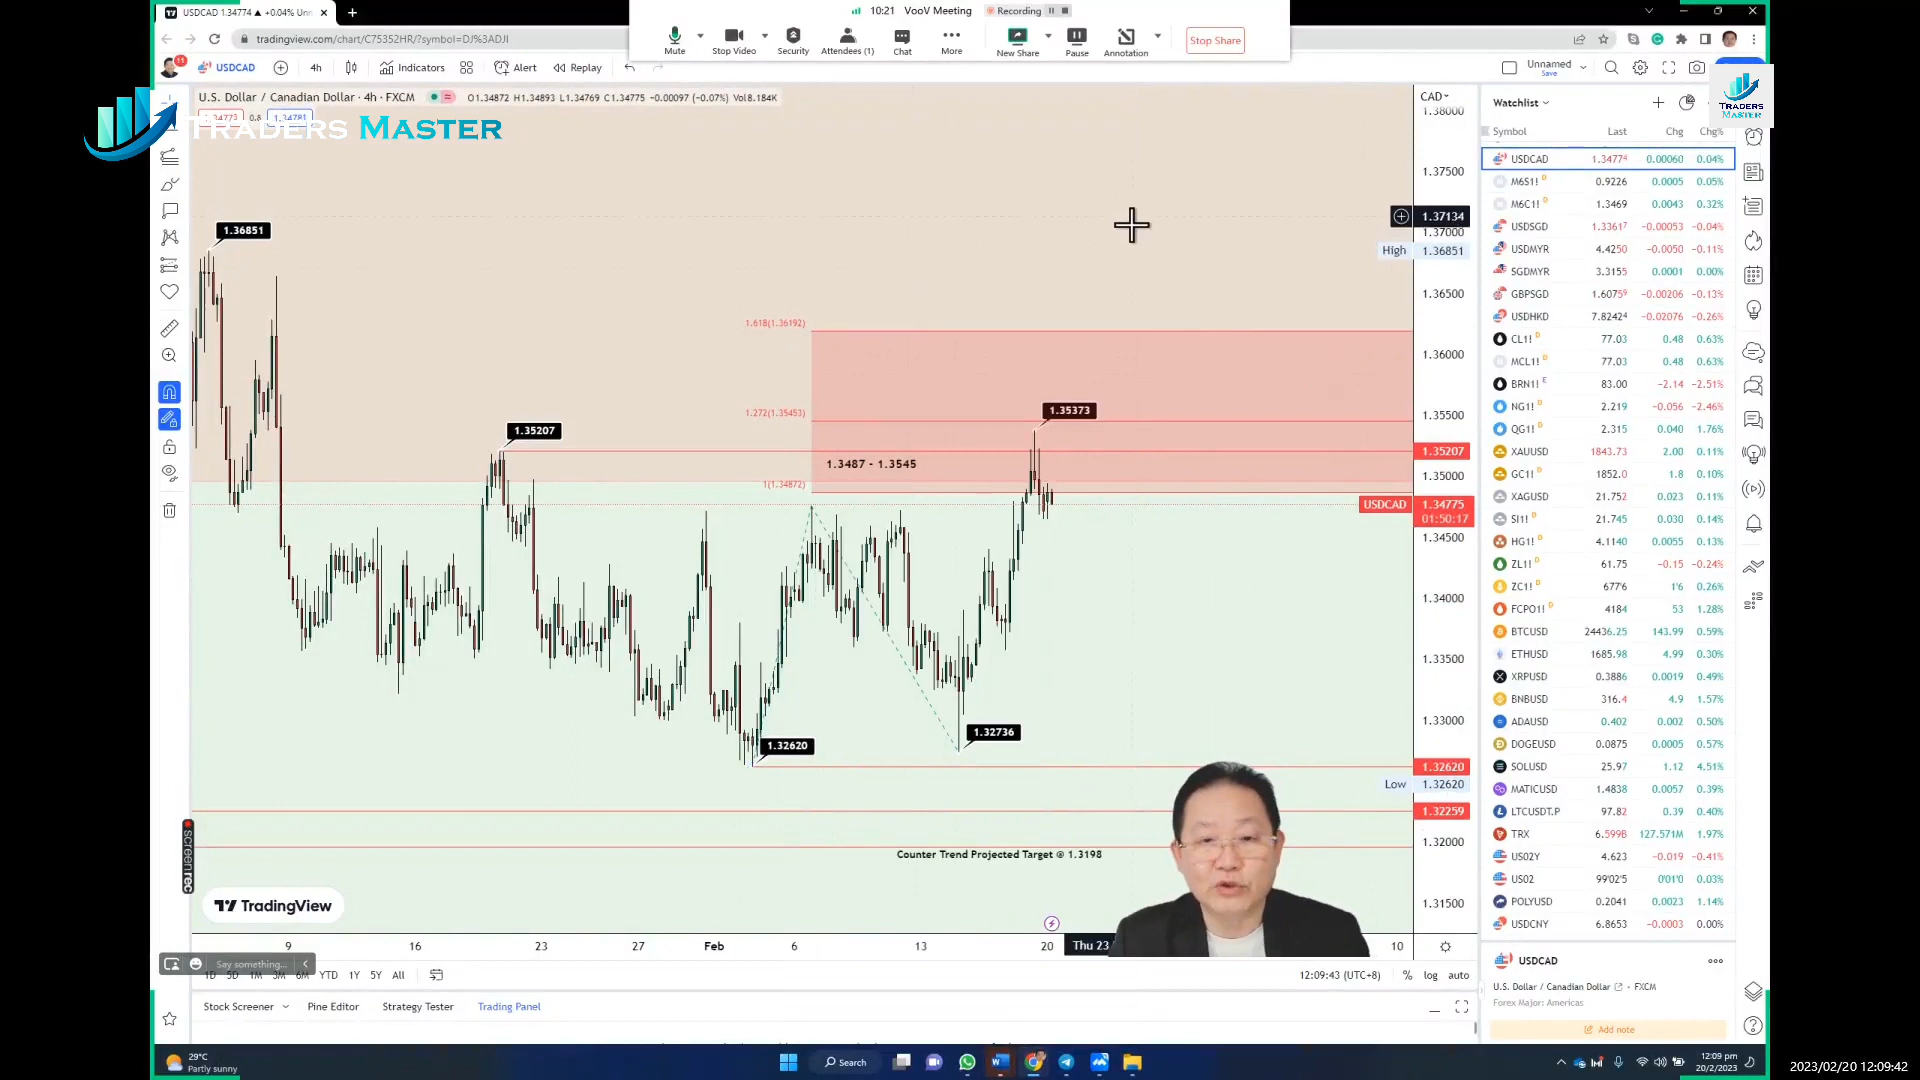 USDCAD 1.34774 ▲ +0.04% Unn
10:21 VooV Meeting Recording
tradingview.com/chart/C75352HR/?symbol=DJ%3ADJI
Mute Stop Video Security Attendees (1) Chat More New Share Pause Annotation Stop Share
11 USDCAD 4h Indicators Alert Replay
Unnamed
Save
U.S. Dollar / Canadian Dollar · 4h · FXCM O1.34872 H1.34893 L1.34769 C1.34775 −0.00097 (−0.07%) Vol8.184K
1.34773 0.8 1.34781
TRADERS MASTER
TRADERS
MASTER
CAD
1.38000
1.37500
1.37134
1.37000
High 1.36851
1.36500
1.36000
1.35500
1.35207
1.35000
USDCAD 1.34775
01:50:17
1.34500
1.34000
1.33500
1.33000
1.32620
Low 1.32620
1.32259
1.32000
1.31500
1.36851
1.618(1.36192)
1.272(1.35453)
1.35373
1.35207
1.3487 - 1.3545
1(1.34872)
1.32736
1.32620
Counter Trend Projected Target @ 1.3198
TradingView
screenrec
9 16 23 27 Feb 6 13 20 Thu 23 10
Say something...
1D 5D 1M 3M 6M YTD 1Y 5Y All
12:09:43 (UTC+8) % log auto
Stock Screener Pine Editor Strategy Tester Trading Panel
Watchlist
Symbol Last Chg Chg%
USDCAD 1.34774 0.00060 0.04%
M6S1! D 0.9226 0.0005 0.05%
M6C1! D 1.3469 0.0043 0.32%
USDSGD 1.33617 −0.00053 −0.04%
USDMYR 4.4250 −0.0050 −0.11%
SGDMYR 3.3155 0.0001 0.00%
GBPSGD 1.60759 −0.00206 −0.13%
USDHKD 7.82424 −0.02076 −0.26%
CL1! D 77.03 0.48 0.63%
MCL1! D 77.03 0.48 0.63%
BRN1! E 83.00 −2.14 −2.51%
NG1! D 2.219 −0.056 −2.46%
QG1! D 2.315 0.040 1.76%
XAUUSD 1843.73 2.00 0.11%
GC1! D 1852.0 1.8 0.10%
XAGUSD 21.752 0.023 0.11%
SI1! D 21.745 0.030 0.14%
HG1! D 4.1140 0.0055 0.13%
ZL1! D 61.75 −0.15 −0.24%
ZC1! D 677'6 1'6 0.26%
FCPO1! D 4184 53 1.28%
BTCUSD 24436.25 143.99 0.59%
ETHUSD 1685.98 4.99 0.30%
XRPUSD 0.3886 0.0019 0.49%
BNBUSD 316.4 4.9 1.57%
ADAUSD 0.402 0.002 0.50%
DOGEUSD 0.0875 0.0005 0.57%
SOLUSD 25.97 1.12 4.51%
MATICUSD 1.4838 0.0057 0.39%
LTCUSDT.P 97.82 0.39 0.40%
TRX 6.599B 127.571M 1.97%
US02Y 4.623 −0.019 −0.41%
US02 99'02'5 0'01'0 0.03%
POLYUSD 0.2041 0.0023 1.14%
USDCNY 6.8653 −0.0003 0.00%
USDCAD
U.S. Dollar / Canadian Dollar · FXCM
Forex Major: Americas
Add note
29°C
Partly sunny
Search
12:09 pm
20/2/2023
2023/02/20 12:09:42